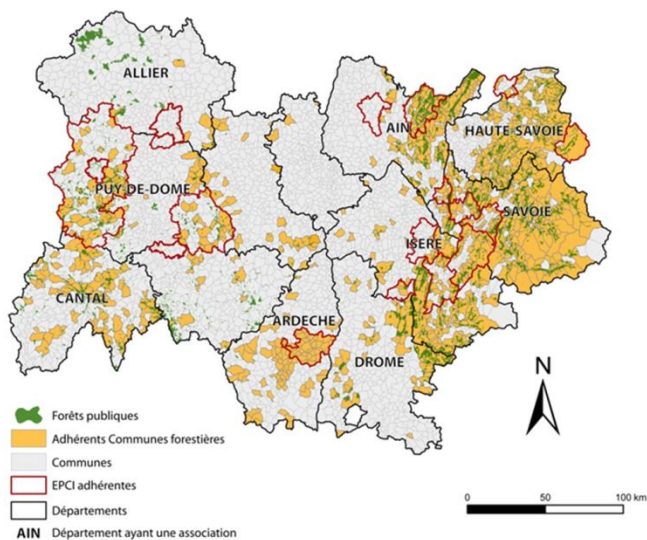 ALLIER
AIN
HAUTE-SAVOIE
PUY-DE-DOME
SAVOIE
ISERE
CANTAL
ARDECHE
DROME
N
Forêts publiques
Adhérents Communes forestières
Communes
EPCI adhérentes
Départements
AIN Département ayant une association
0 50 100 km